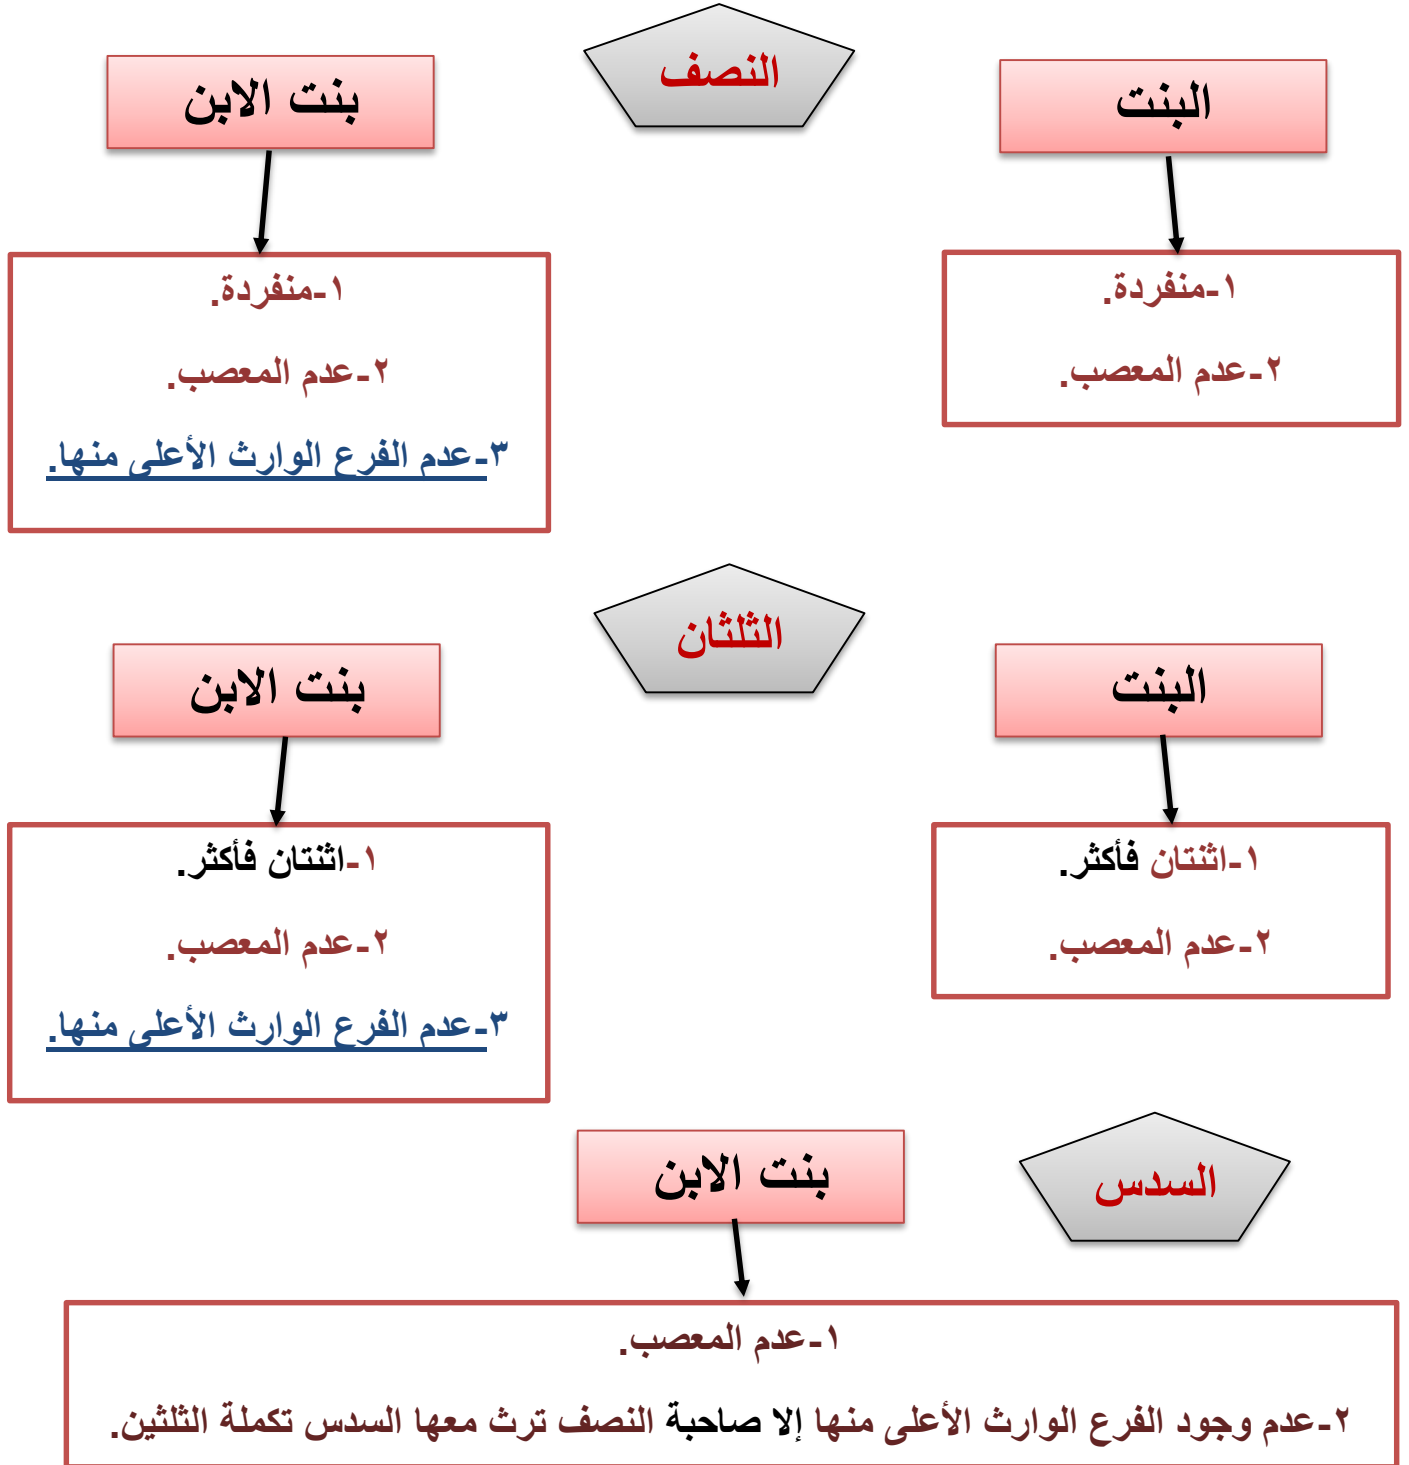 النصف
البنت
بنت الابن
١-منفردة.
٢-عدم المعصب.
١-منفردة.
٢-عدم المعصب.
٣-عدم الفرع الوارث الأعلى منها.
الثلثان
البنت
بنت الابن
١-اثنتان فأكثر.
٢-عدم المعصب.
١-اثنتان فأكثر.
٢-عدم المعصب.
٣-عدم الفرع الوارث الأعلى منها.
السدس
بنت الابن
١-عدم المعصب.
٢-عدم وجود الفرع الوارث الأعلى منها إلا صاحبة النصف ترث معها السدس تكملة الثلثين.